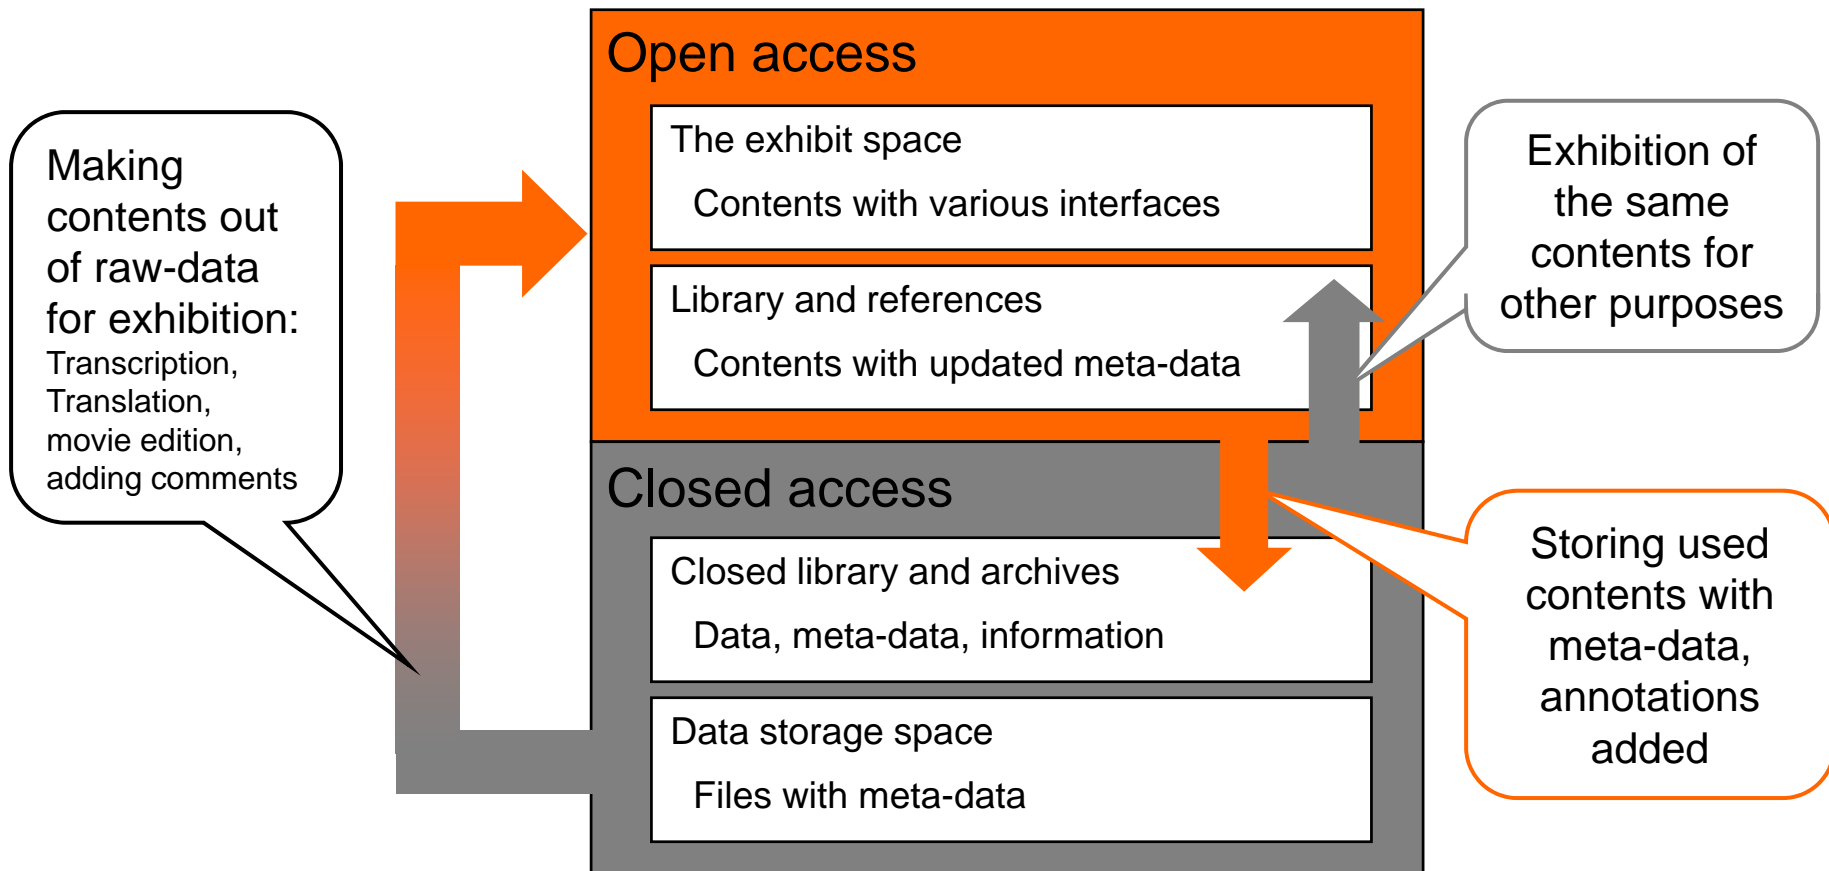 Open access
The exhibit space
Contents with various interfaces
Library and references
Contents with updated meta-data
Closed access
Closed library and archives
Data, meta-data, information
Data storage space
Files with meta-data
Making
contents out
of raw-data
for exhibition:
Transcription,
Translation,
movie edition,
adding comments
Exhibition of
the same
contents for
other purposes
Storing used
contents with
meta-data,
annotations
added